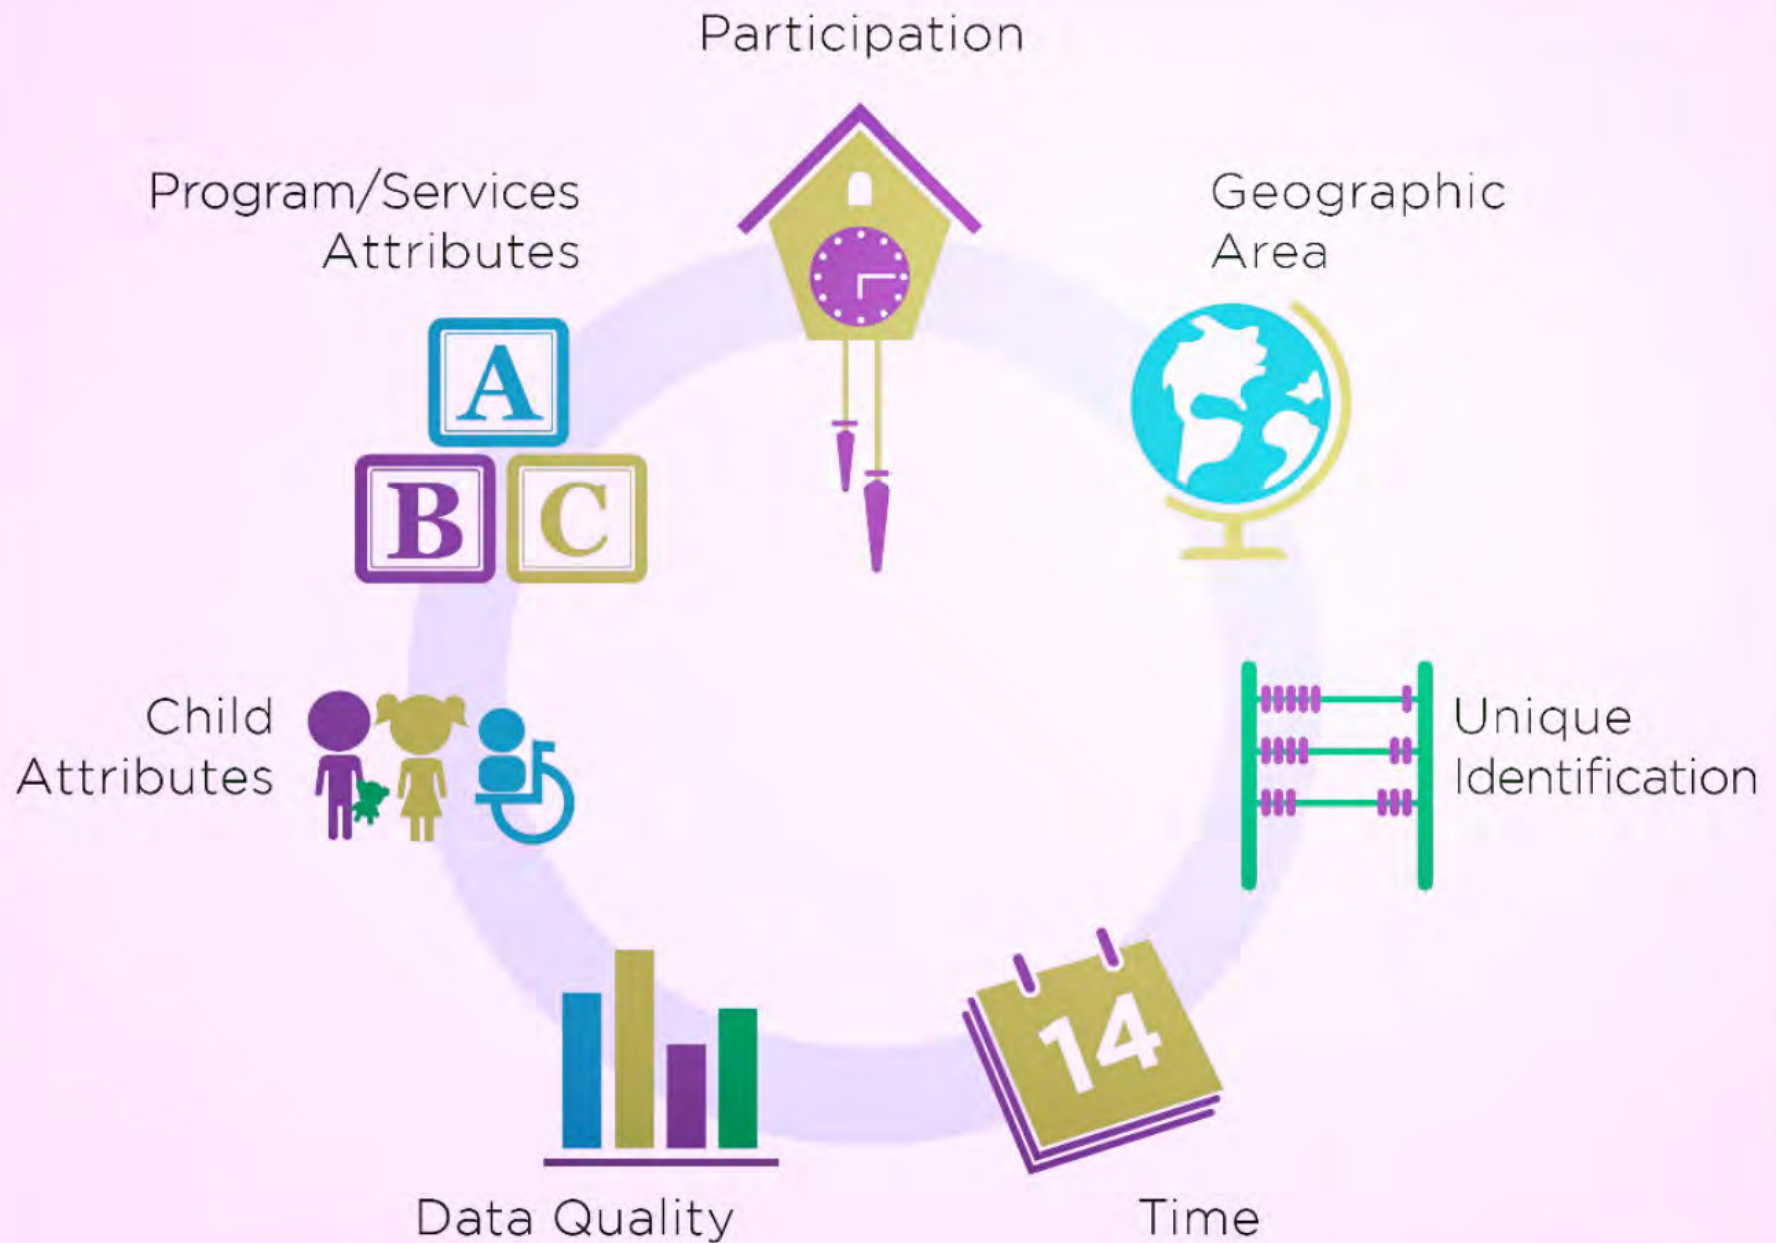 Participation
Program/Services
Attributes
Geographic
Area
A
B C
Child
Attributes
Unique
Identification
14
Data Quality
Time